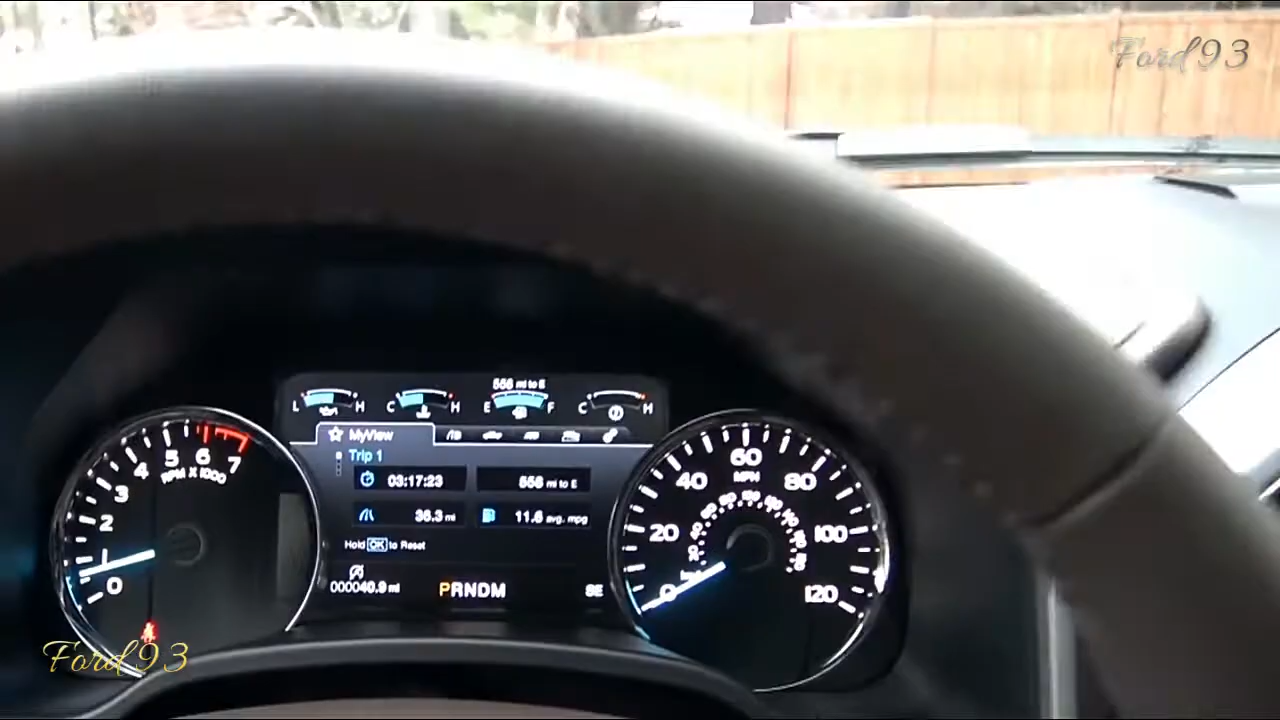 Ford93
556 mi to E
L H C H E F C H
MyView
Trip 1
03:17:23
556 mi to E
36.3 mi
11.6 avg. mpg
Hold OK to Reset
000040.9 mi
PRNDM
SE
0 1 2 3 4 5 6 7
RPM X 1000
0 20 40 60 80 100 120
MPH
Ford93